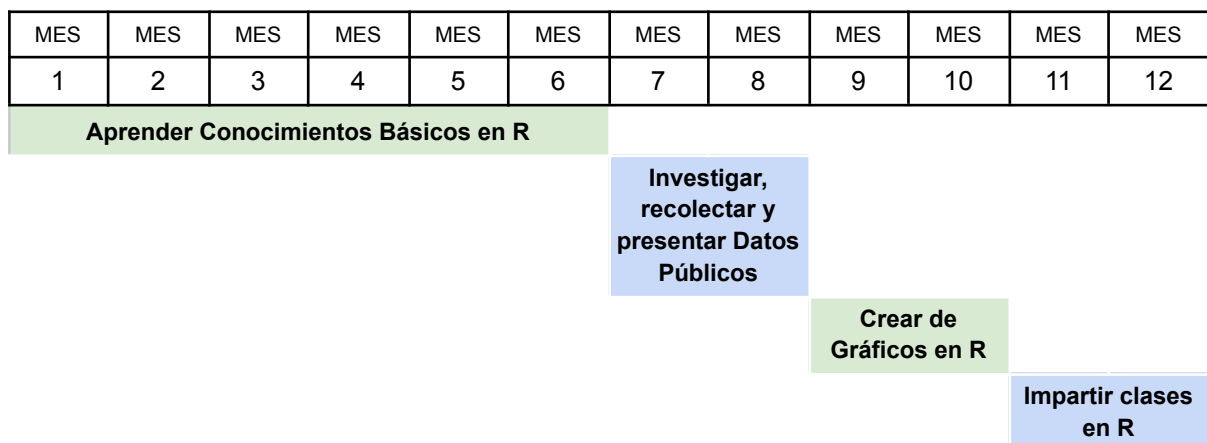 MES MES MES MES MES MES MES MES MES MES MES MES
1 2 3 4 5 6 7 8 9 10 11 12
Aprender Conocimientos Básicos en R
Investigar,
recolectar y
presentar Datos
Públicos
Crear de
Gráficos en R
Impartir clases
en R